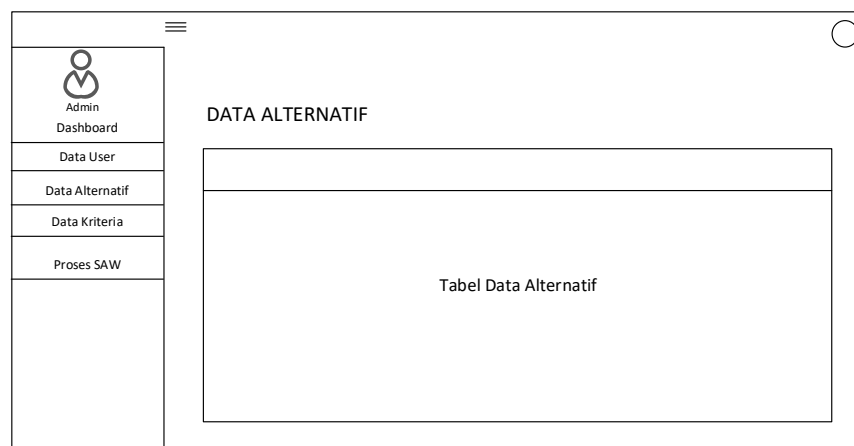 Admin
Dashboard
Data User
Data Alternatif
Data Kriteria
Proses SAW
DATA ALTERNATIF
Tabel Data Alternatif